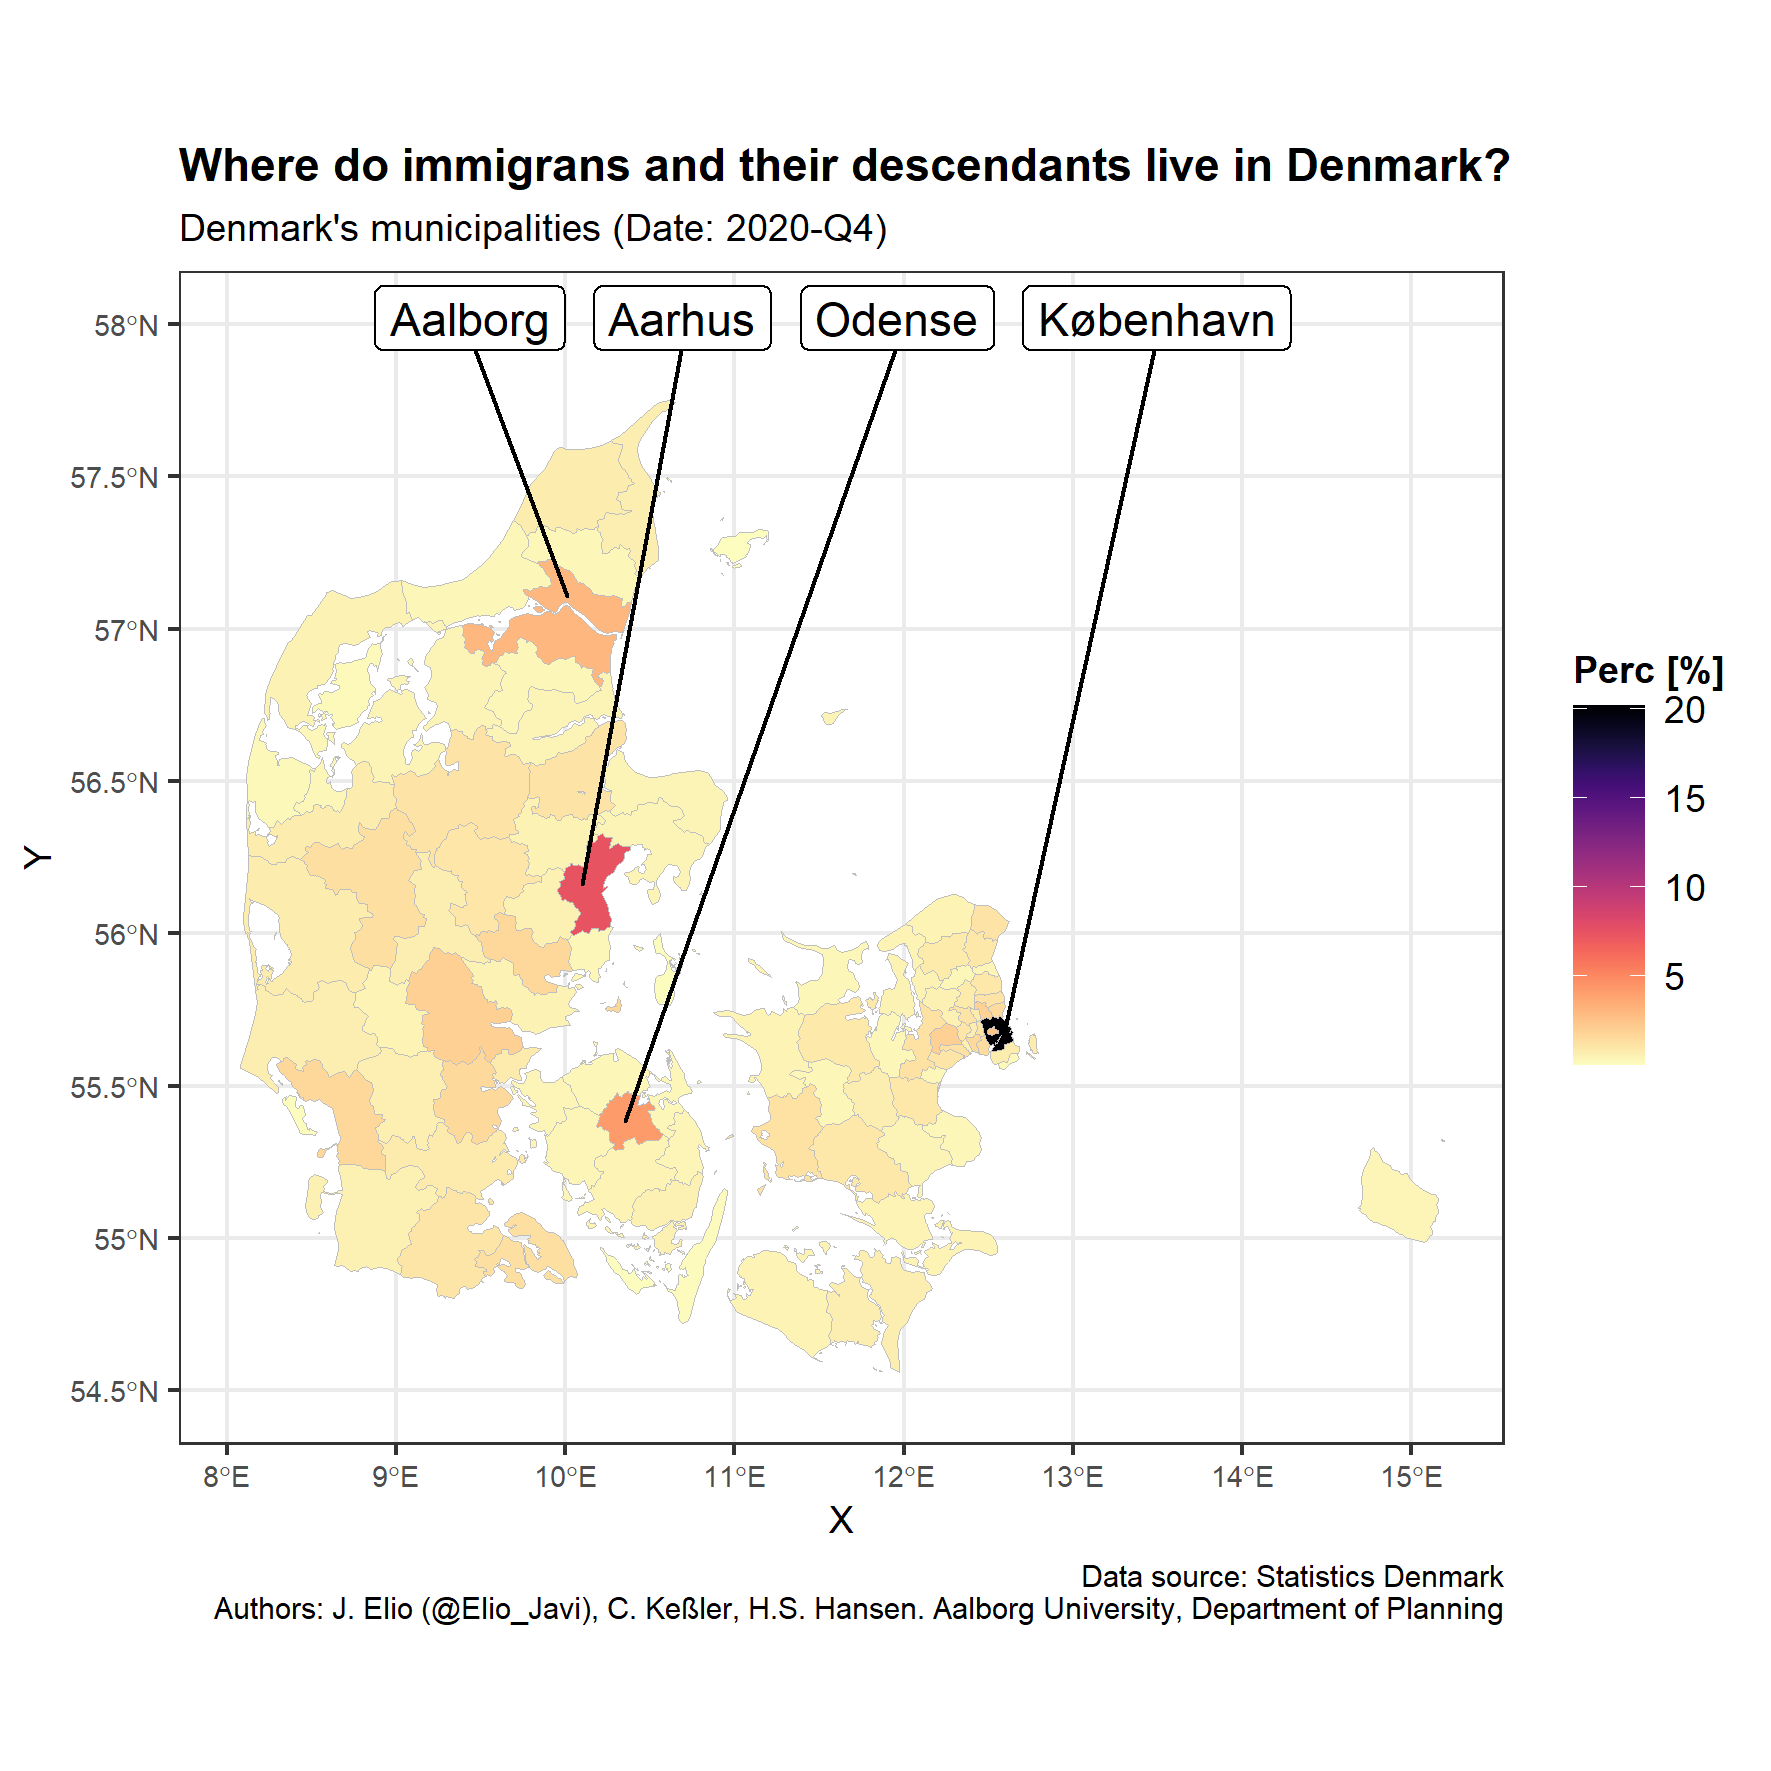 Where do immigrans and their descendants live in Denmark?
Denmark's municipalities (Date: 2020-Q4)
Aalborg
Aarhus
Odense
København
58°N
57.5°N
57°N
56.5°N
56°N
55.5°N
55°N
54.5°N
Y
8°E
9°E
10°E
11°E
12°E
13°E
14°E
15°E
X
Perc [%]
20
15
10
5
Data source: Statistics Denmark
Authors: J. Elio (@Elio_Javi), C. Keßler, H.S. Hansen. Aalborg University, Department of Planning